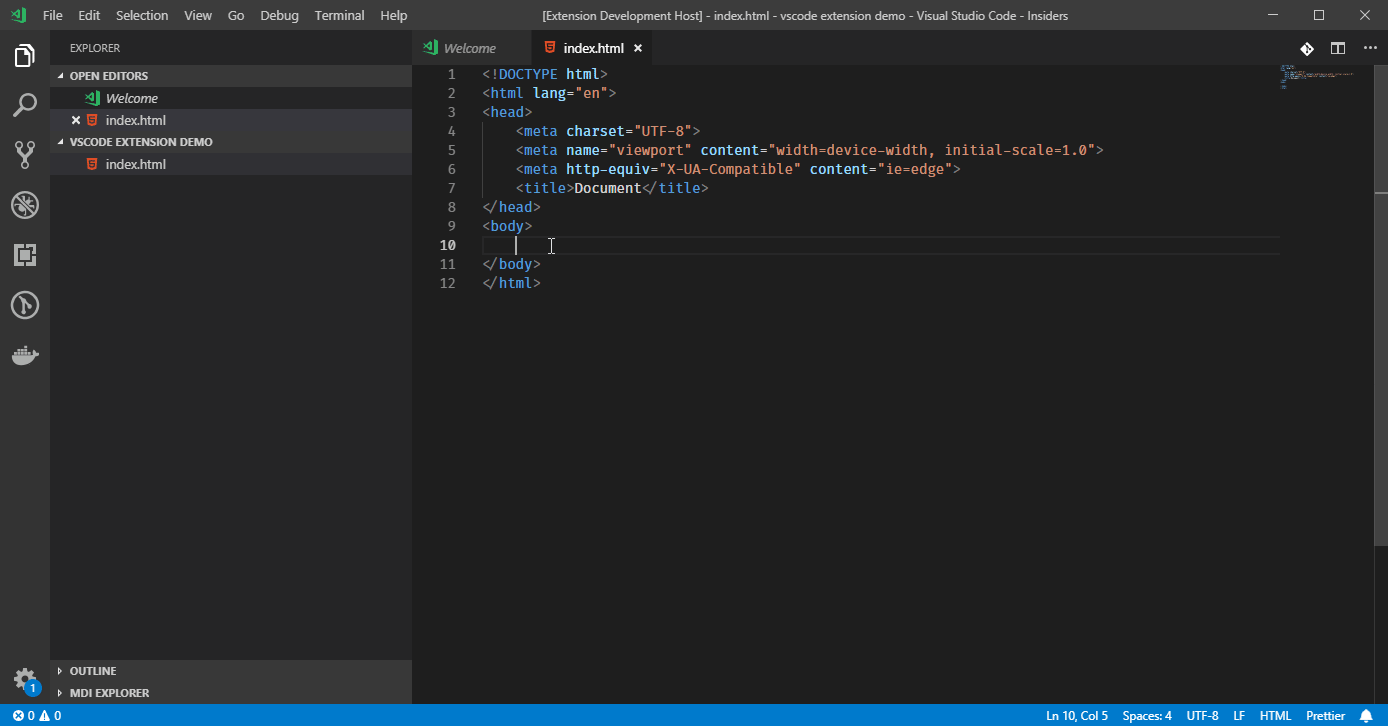 File Edit Selection View Go Debug Terminal Help [Extension Development Host] - index.html - vscode extension demo - Visual Studio Code - Insiders
EXPLORER
OPEN EDITORS
Welcome
index.html
VSCODE EXTENSION DEMO
index.html
OUTLINE
MDI EXPLORER
1
Welcome index.html
1 <!DOCTYPE html>
2 <html lang="en">
3 <head>
4     <meta charset="UTF-8">
5     <meta name="viewport" content="width=device-width, initial-scale=1.0">
6     <meta http-equiv="X-UA-Compatible" content="ie=edge">
7     <title>Document</title>
8 </head>
9 <body>
10
11 </body>
12 </html>
0 0 Ln 10, Col 5 Spaces: 4 UTF-8 LF HTML Prettier